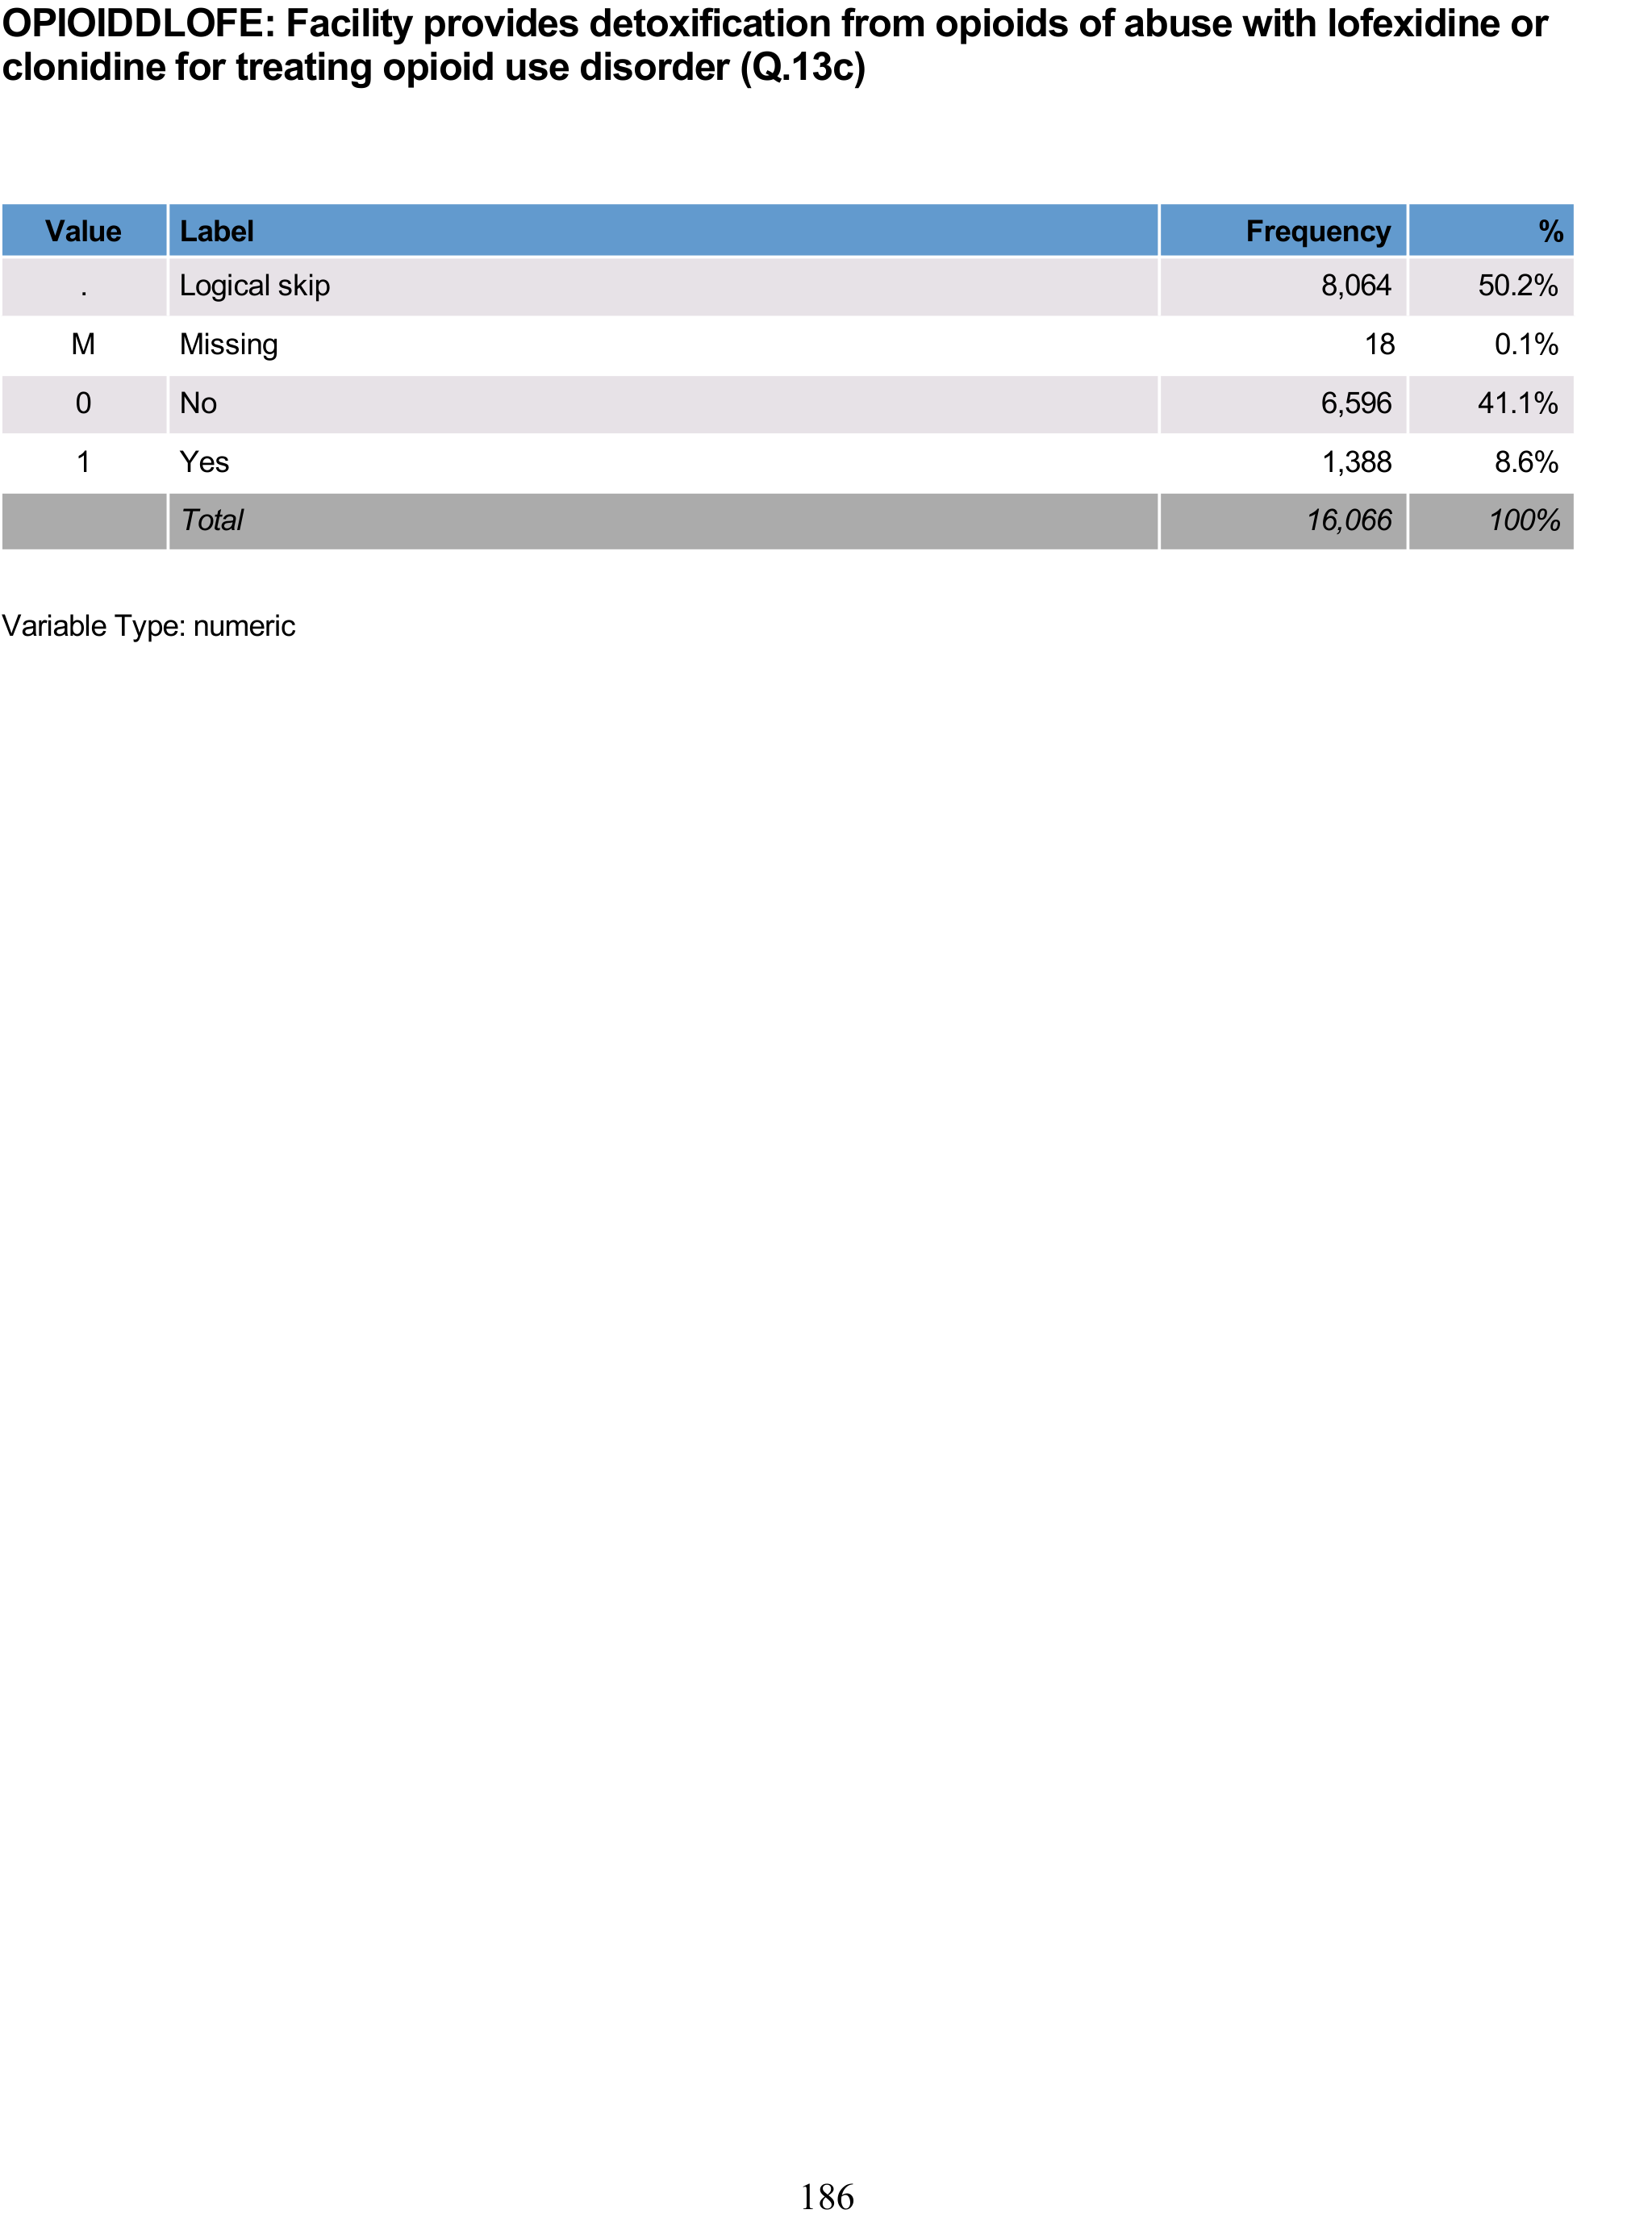 OPIOIDDLOFE: Facility provides detoxification from opioids of abuse with lofexidine or
clonidine for treating opioid use disorder (Q.13c)
Value Label Frequency %
. Logical skip 8,064 50.2%
M Missing 18 0.1%
0 No 6,596 41.1%
1 Yes 1,388 8.6%
Total 16,066 100%
Variable Type: numeric
186